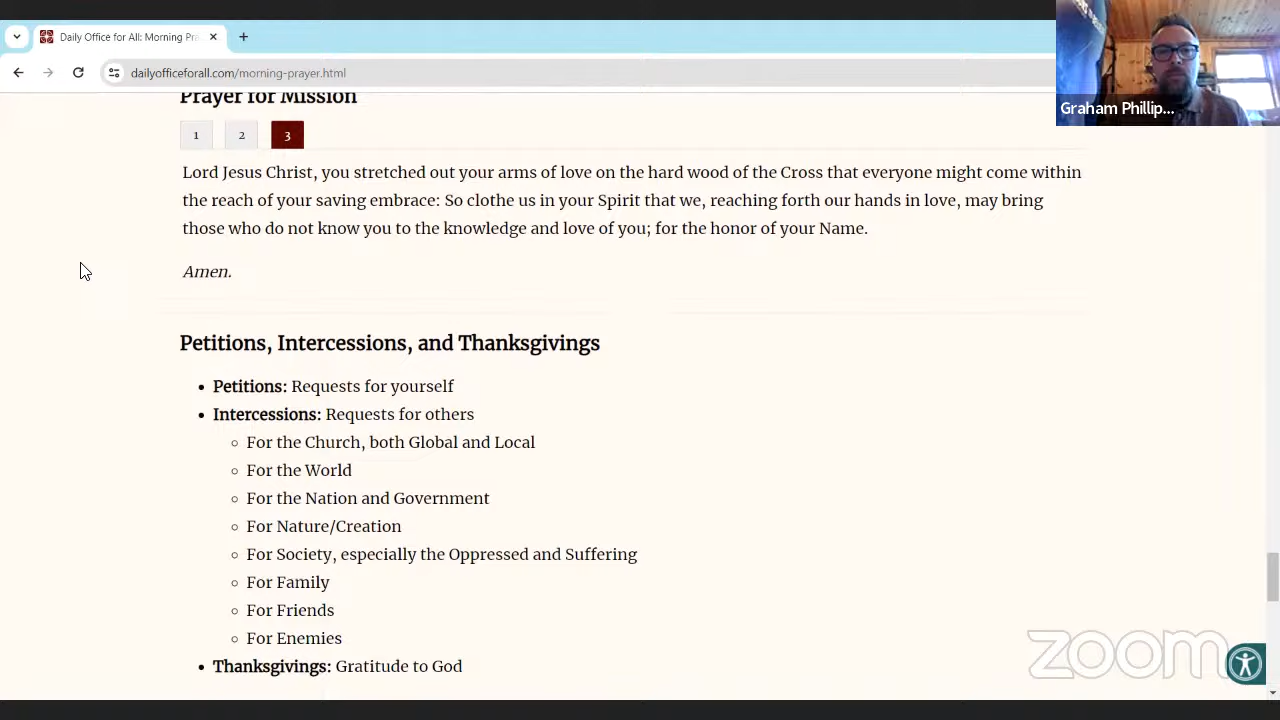 Daily Office for All: Morning Pra
dailyofficeforall.com/morning-prayer.html
Graham Phillip...
Prayer for Mission
1 2 3
Lord Jesus Christ, you stretched out your arms of love on the hard wood of the Cross that everyone might come within
the reach of your saving embrace: So clothe us in your Spirit that we, reaching forth our hands in love, may bring
those who do not know you to the knowledge and love of you; for the honor of your Name.
Amen.
Petitions, Intercessions, and Thanksgivings
• Petitions: Requests for yourself
• Intercessions: Requests for others
◦ For the Church, both Global and Local
◦ For the World
◦ For the Nation and Government
◦ For Nature/Creation
◦ For Society, especially the Oppressed and Suffering
◦ For Family
◦ For Friends
◦ For Enemies
• Thanksgivings: Gratitude to God
zoom